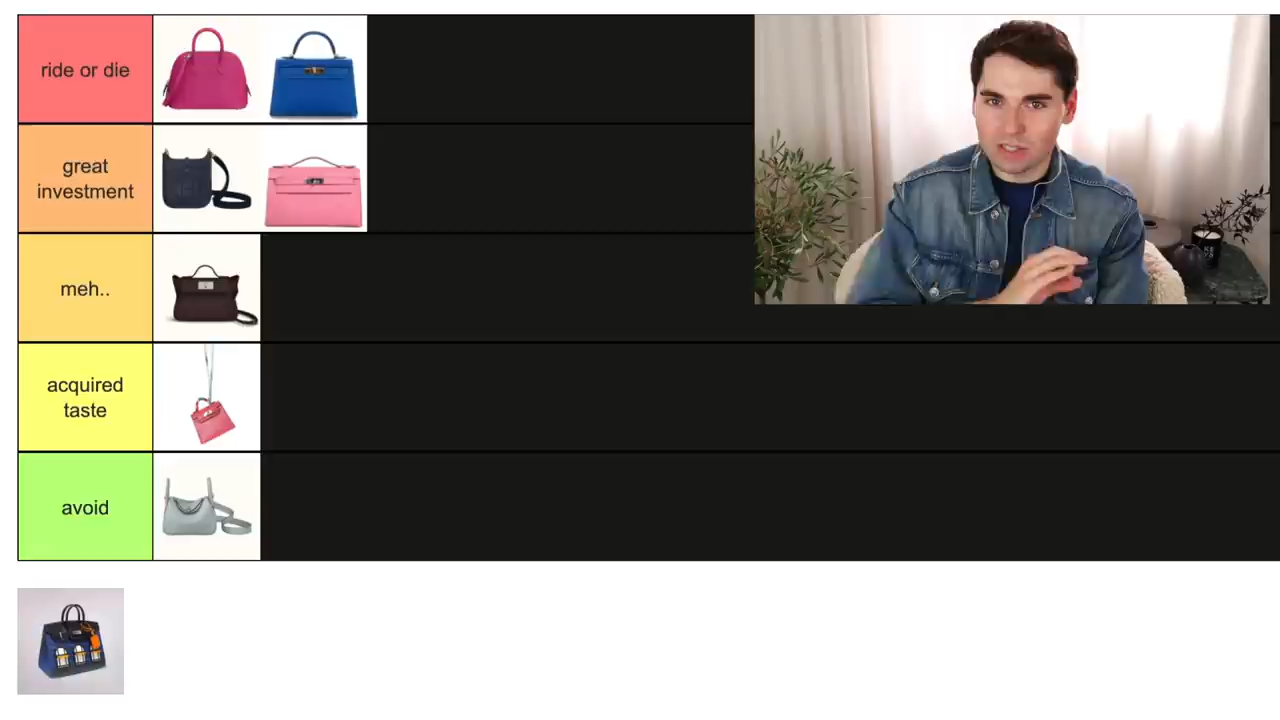 ride or die
great
investment
meh..
acquired
taste
avoid